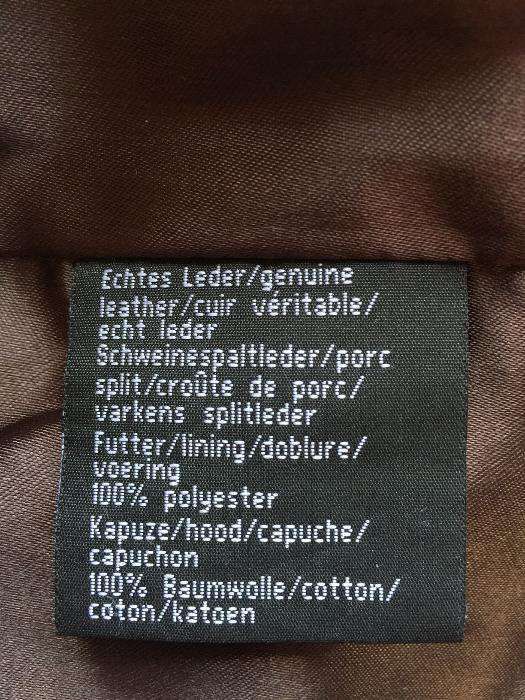 Echtes Leder/genuine
leather/cuir véritable/
echt leder
Schweinespaltleder/porc
split/croûte de porc/
varkens splitleder
Futter/lining/doblure/
voering
100% polyester
Kapuze/hood/capuche/
capuchon
100% Baumwolle/cotton/
coton/katoen